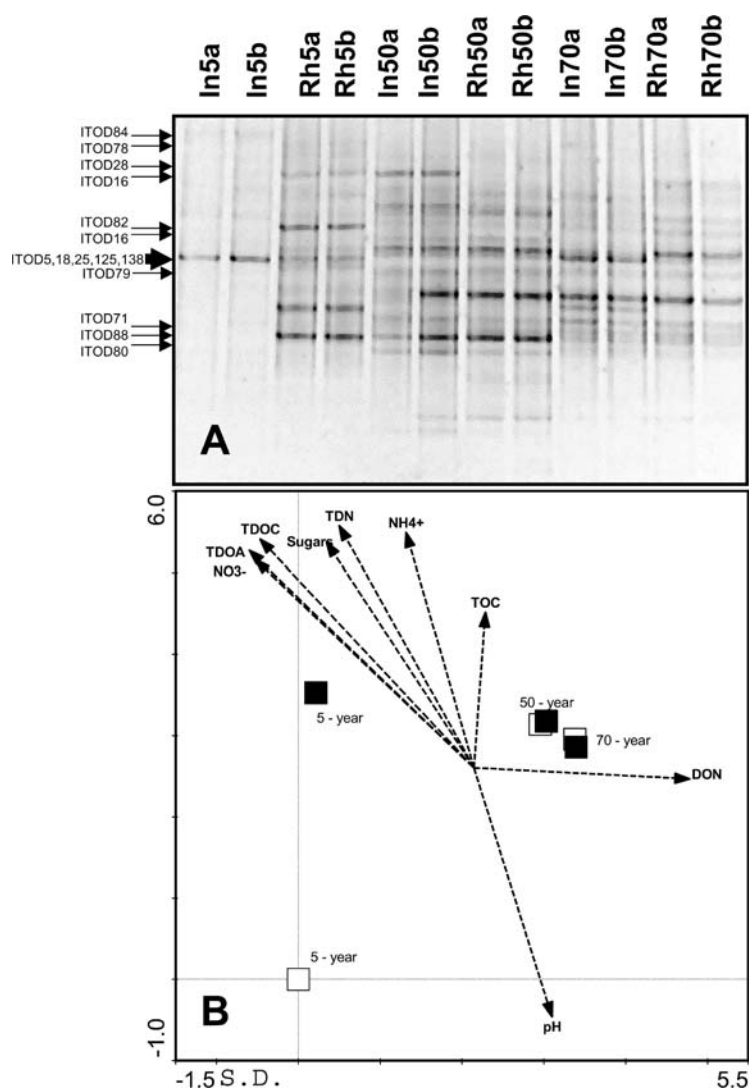 In5a In5b Rh5a Rh5b In50a In50b Rh50a Rh50b In70a In70b Rh70a Rh70b
ITOD84
ITOD78
ITOD28
ITOD16
ITOD82
ITOD16
ITOD5,18,25,125,138
ITOD79
ITOD71
ITOD88
ITOD80
A
6.0
TDN
NH4+
TDOC
Sugars
TDOA
NO3-
TOC
5 - year
50 - year
70 - year
DON
5 - year
B
pH
-1.0
-1.5 S.D. 5.5